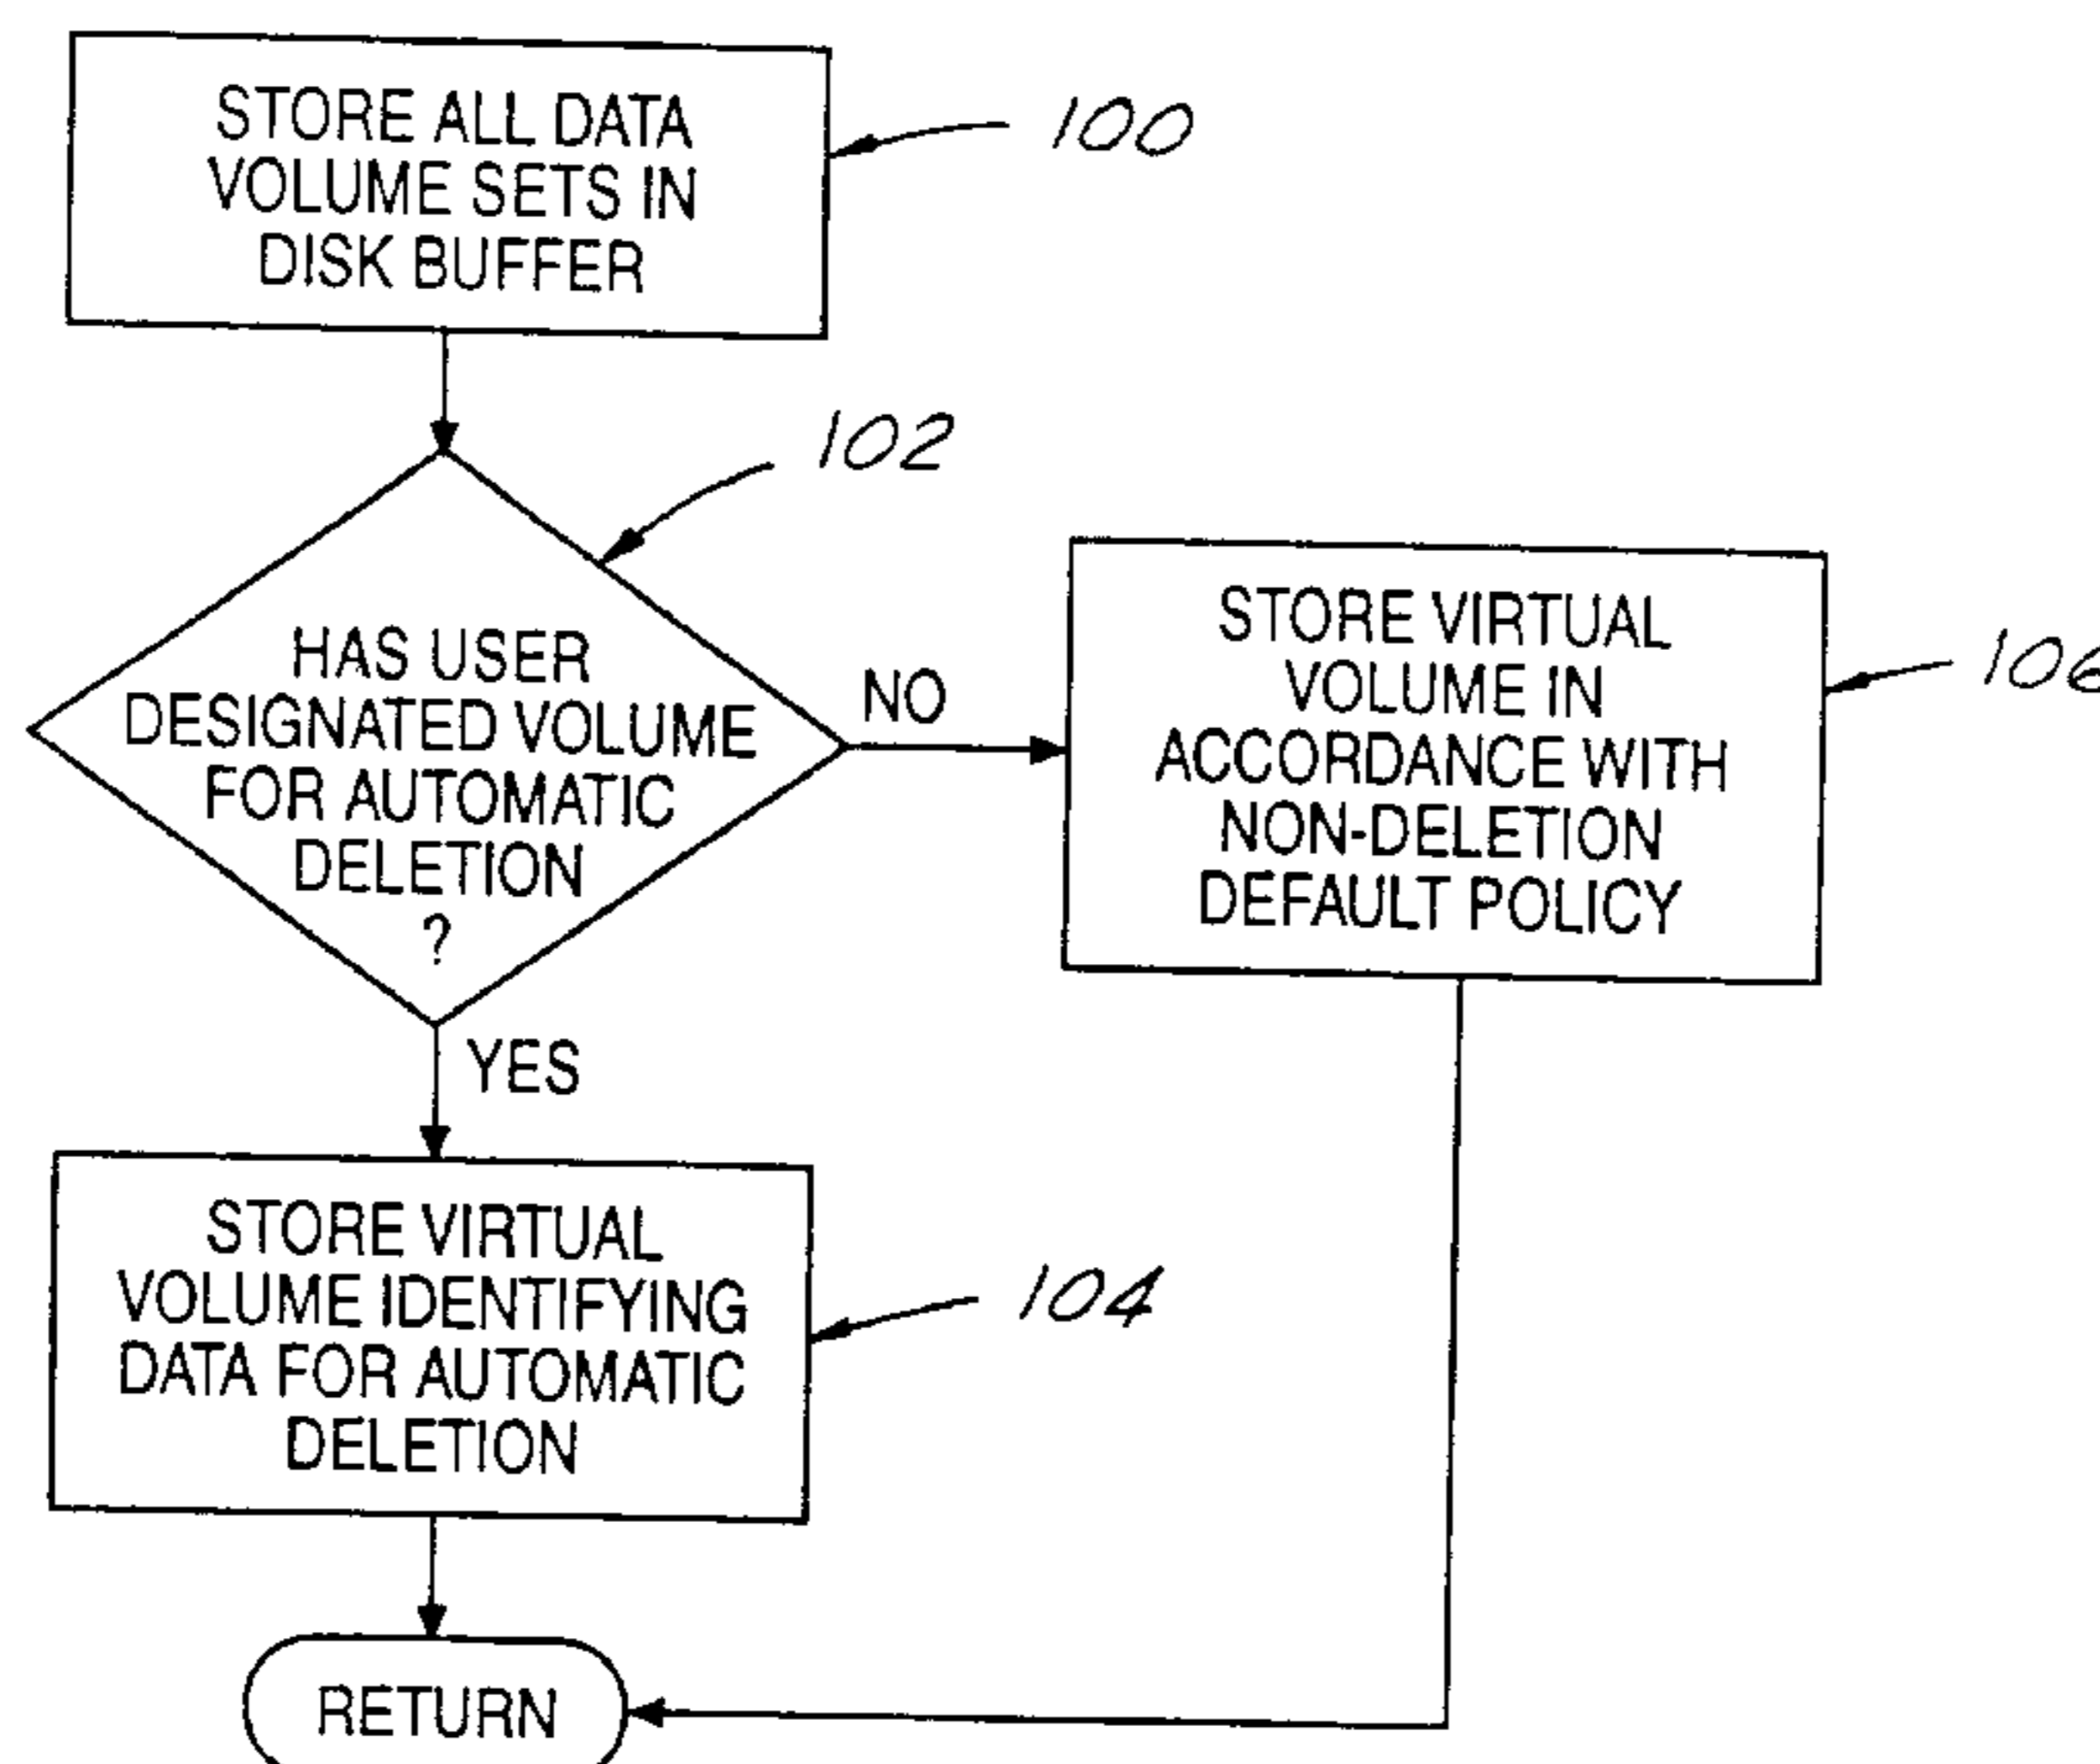 STORE ALL DATA
VOLUME SETS IN
DISK BUFFER
100
102
HAS USER
DESIGNATED VOLUME
FOR AUTOMATIC
DELETION
?
NO
STORE VIRTUAL
VOLUME IN
ACCORDANCE WITH
NON-DELETION
DEFAULT POLICY
106
YES
STORE VIRTUAL
VOLUME IDENTIFYING
DATA FOR AUTOMATIC
DELETION
104
RETURN